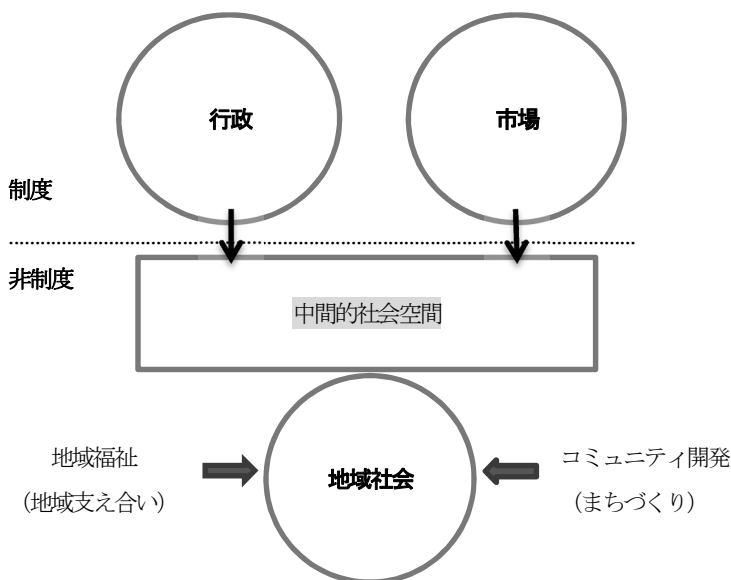 行政
市場
制度
非制度
中間的社会空間
地域福祉
（地域支え合い）
地域社会
コミュニティ開発
（まちづくり）